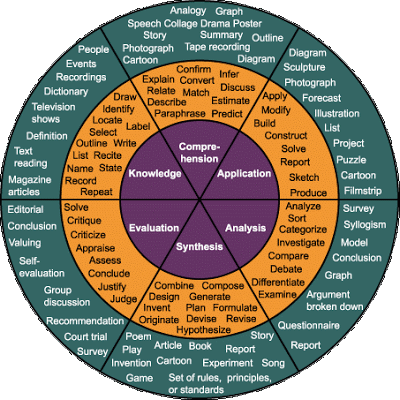 Analogy Graph
Speech Collage Drama Poster
Story Summary Outline
Photograph Tape recording
Cartoon Diagram
Confirm Infer
Explain Convert Discuss
Relate Match
Describe Estimate
Paraphrase Predict
Compre-
hension
Diagram
Sculpture
Photograph
Forecast
Illustration
List
Project
Puzzle
Cartoon
Filmstrip
Apply
Modify
Build
Construct
Solve
Report
Sketch
Produce
Application
Survey
Syllogism
Model
Conclusion
Graph
Argument
broken down
Questionnaire
Report
Analyze
Sort
Categorize
Investigate
Compare
Debate
Differentiate
Examine
Analysis
Synthesis
Combine Compose
Design Generate
Invent Plan Formulate
Originate Devise Revise
Hypothesize
Poem Story
Play Article Book Report
Invention Cartoon Experiment Song
Game Set of rules, principles,
or standards
Evaluation
Solve
Critique
Criticize
Appraise
Assess
Conclude
Justify
Judge
Editorial
Conclusion
Valuing
Self-
evaluation
Group
discussion
Recommendation
Court trial
Survey
Knowledge
Draw
Identify
Locate Label
Select
Outline Write
List Recite
Name State
Record
Repeat
People
Events
Recordings
Dictionary
Television
shows
Definition
Text
reading
Magazine
articles